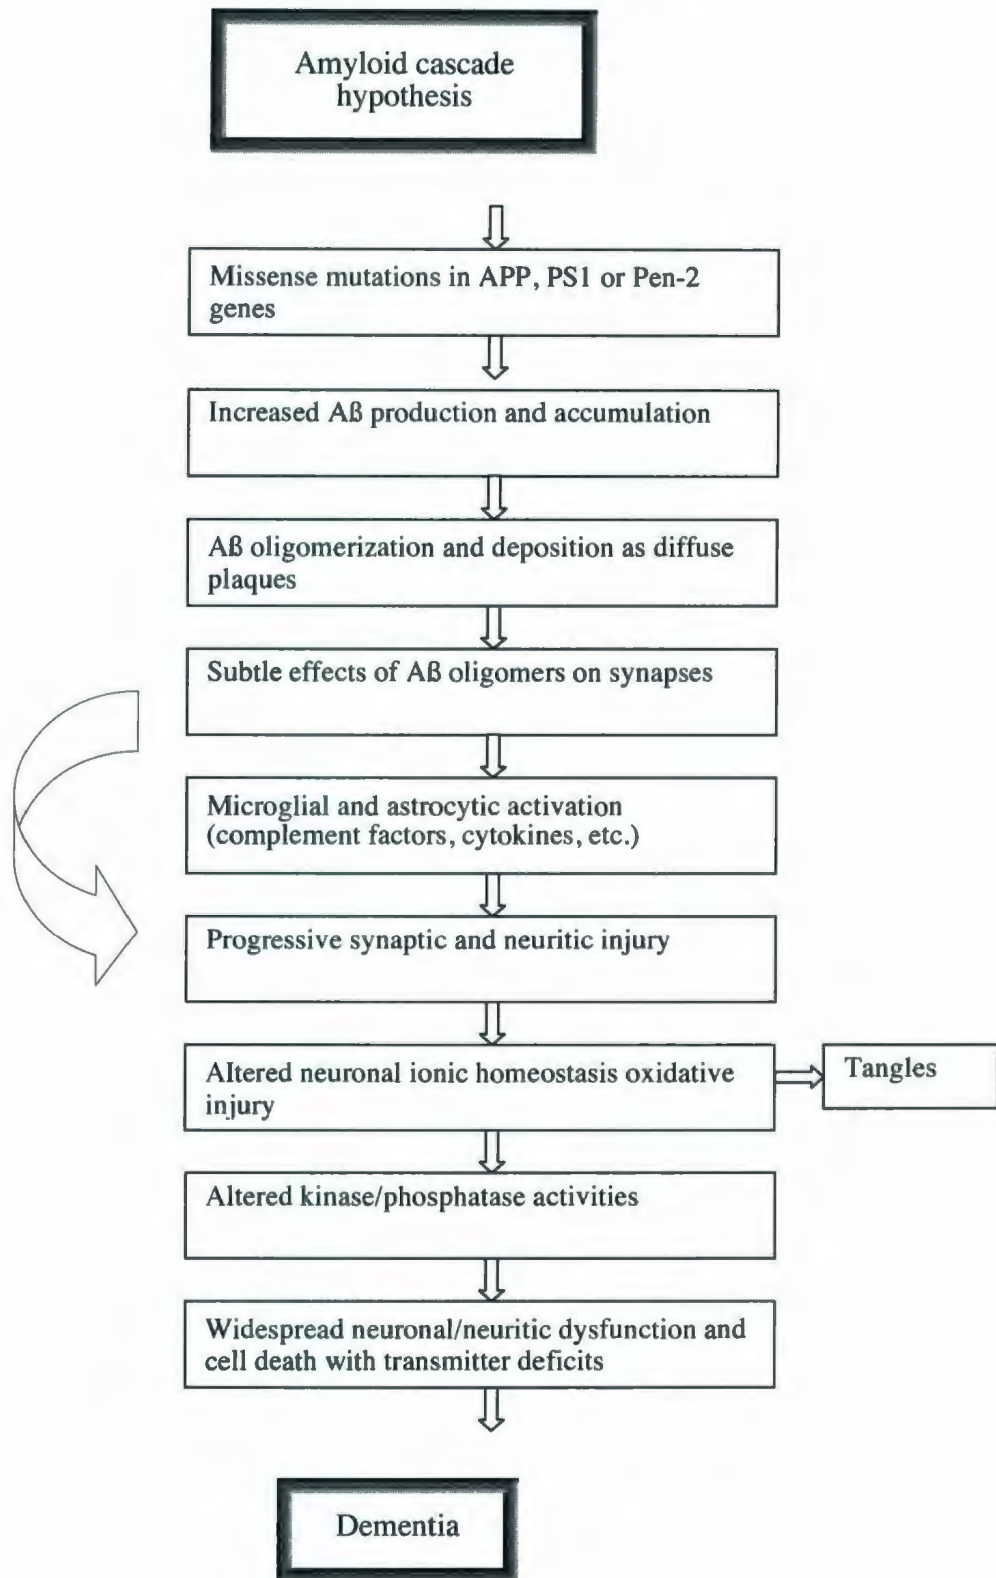 Amyloid cascade
hypothesis
Missense mutations in APP, PS1 or Pen-2
genes
Increased Aß production and accumulation
Aß oligomerization and deposition as diffuse
plaques
Subtle effects of Aß oligomers on synapses
Microglial and astrocytic activation
(complement factors, cytokines, etc.)
Progressive synaptic and neuritic injury
Altered neuronal ionic homeostasis oxidative
injury
Tangles
Altered kinase/phosphatase activities
Widespread neuronal/neuritic dysfunction and
cell death with transmitter deficits
Dementia